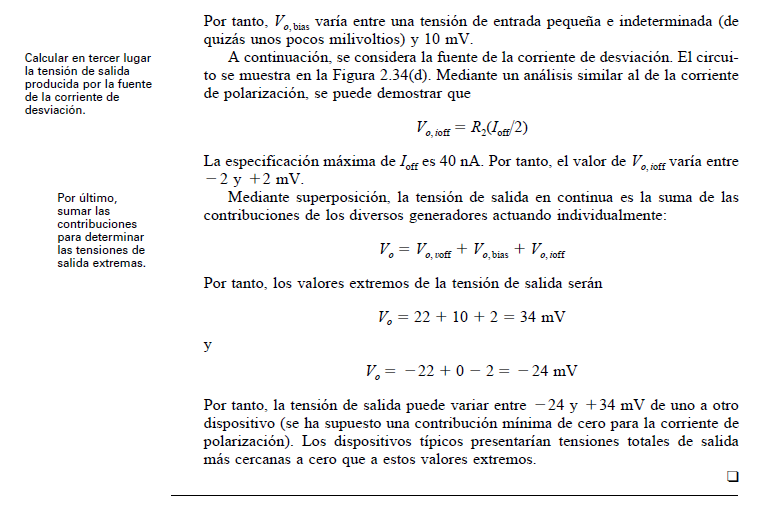 Por tanto, V_{o, bias} varía entre una tensión de entrada pequeña e indeterminada (de
quizás unos pocos milivoltios) y 10 mV.
Calcular en tercer lugar
la tensión de salida
producida por la fuente
de la corriente de
desviación.
A continuación, se considera la fuente de la corriente de desviación. El circui-
to se muestra en la Figura 2.34(d). Mediante un análisis similar al de la corriente
de polarización, se puede demostrar que
V_{o, ioff} = R_2(I_{off}/2)
La especificación máxima de I_{off} es 40 nA. Por tanto, el valor de V_{o, ioff} varía entre
−2 y +2 mV.
Por último,
sumar las
contribuciones
para determinar
las tensiones de
salida extremas.
Mediante superposición, la tensión de salida en continua es la suma de las
contribuciones de los diversos generadores actuando individualmente:
V_o = V_{o, voff} + V_{o, bias} + V_{o, ioff}
Por tanto, los valores extremos de la tensión de salida serán
V_o = 22 + 10 + 2 = 34 mV
y
V_o = −22 + 0 − 2 = −24 mV
Por tanto, la tensión de salida puede variar entre −24 y +34 mV de uno a otro
dispositivo (se ha supuesto una contribución mínima de cero para la corriente de
polarización). Los dispositivos típicos presentarían tensiones totales de salida
más cercanas a cero que a estos valores extremos.